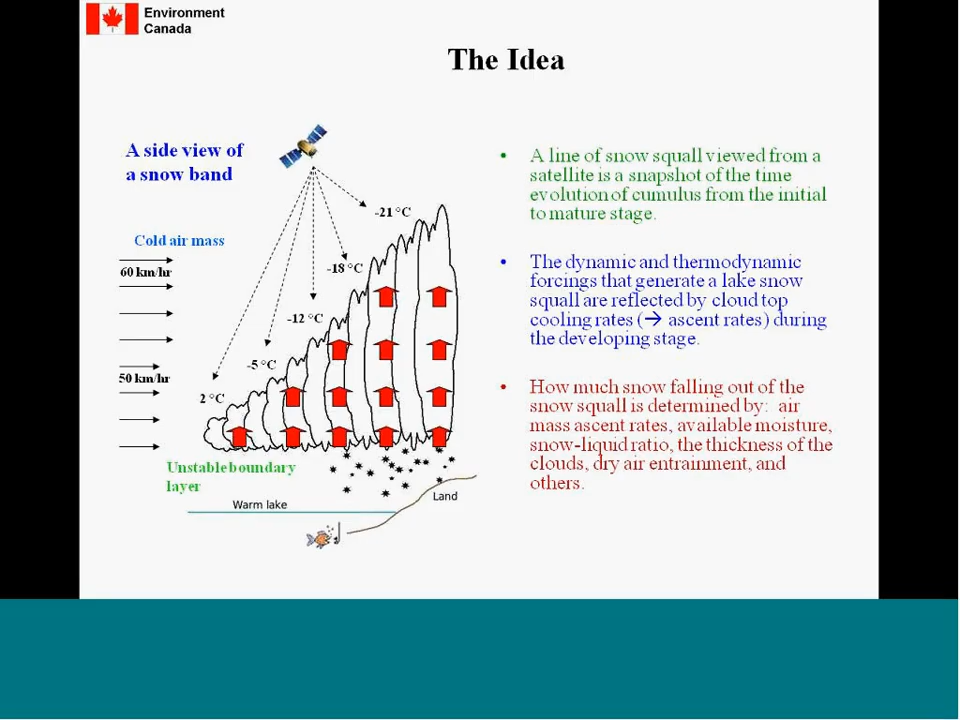 Environment
Canada
The Idea
A side view of
a snow band
Cold air mass
60 km/hr
50 km/hr
-21 °C
-18 °C
-12 °C
-5 °C
2 °C
Unstable boundary
layer
Warm lake
Land
• A line of snow squall viewed from a
satellite is a snapshot of the time
evolution of cumulus from the initial
to mature stage.
• The dynamic and thermodynamic
forcings that generate a lake snow
squall are reflected by cloud top
cooling rates (→ ascent rates) during
the developing stage.
• How much snow falling out of the
snow squall is determined by: air
mass ascent rates, available moisture,
snow-liquid ratio, the thickness of the
clouds, dry air entrainment, and
others.